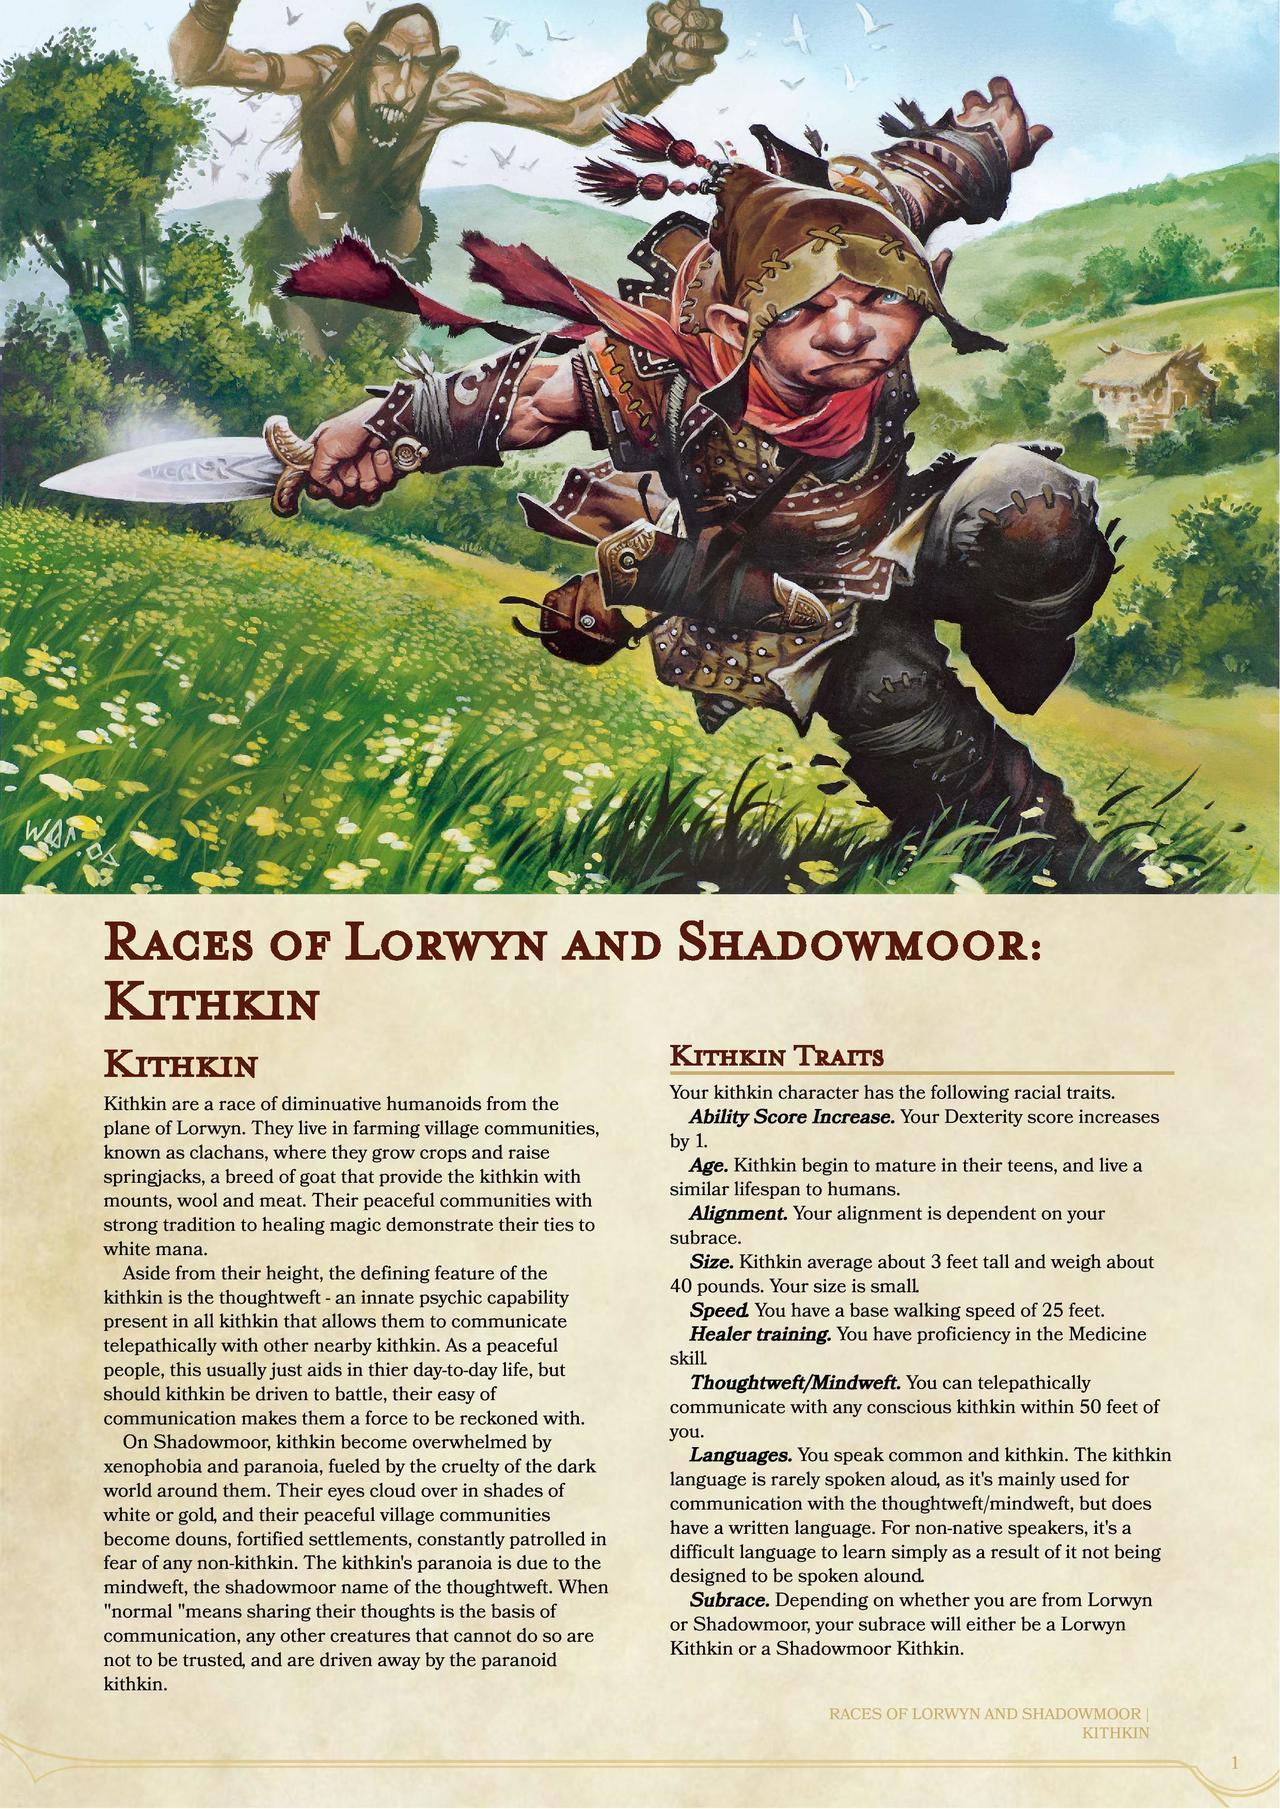 Races of Lorwyn and Shadowmoor:
Kithkin
Kithkin
Kithkin are a race of diminuative humanoids from the
plane of Lorwyn. They live in farming village communities,
known as clachans, where they grow crops and raise
springjacks, a breed of goat that provide the kithkin with
mounts, wool and meat. Their peaceful communities with
strong tradition to healing magic demonstrate their ties to
white mana.
Aside from their height, the defining feature of the
kithkin is the thoughtweft - an innate psychic capability
present in all kithkin that allows them to communicate
telepathically with other nearby kithkin. As a peaceful
people, this usually just aids in thier day-to-day life, but
should kithkin be driven to battle, their easy of
communication makes them a force to be reckoned with.
On Shadowmoor, kithkin become overwhelmed by
xenophobia and paranoia, fueled by the cruelty of the dark
world around them. Their eyes cloud over in shades of
white or gold, and their peaceful village communities
become douns, fortified settlements, constantly patrolled in
fear of any non-kithkin. The kithkin's paranoia is due to the
mindweft, the shadowmoor name of the thoughtweft. When
"normal "means sharing their thoughts is the basis of
communication, any other creatures that cannot do so are
not to be trusted, and are driven away by the paranoid
kithkin.
Kithkin Traits
Your kithkin character has the following racial traits.
Ability Score Increase. Your Dexterity score increases
by 1.
Age. Kithkin begin to mature in their teens, and live a
similar lifespan to humans.
Alignment. Your alignment is dependent on your
subrace.
Size. Kithkin average about 3 feet tall and weigh about
40 pounds. Your size is small.
Speed. You have a base walking speed of 25 feet.
Healer training. You have proficiency in the Medicine
skill.
Thoughtweft/Mindweft. You can telepathically
communicate with any conscious kithkin within 50 feet of
you.
Languages. You speak common and kithkin. The kithkin
language is rarely spoken aloud, as it's mainly used for
communication with the thoughtweft/mindweft, but does
have a written language. For non-native speakers, it's a
difficult language to learn simply as a result of it not being
designed to be spoken alound.
Subrace. Depending on whether you are from Lorwyn
or Shadowmoor, your subrace will either be a Lorwyn
Kithkin or a Shadowmoor Kithkin.
RACES OF LORWYN AND SHADOWMOOR |
KITHKIN
1